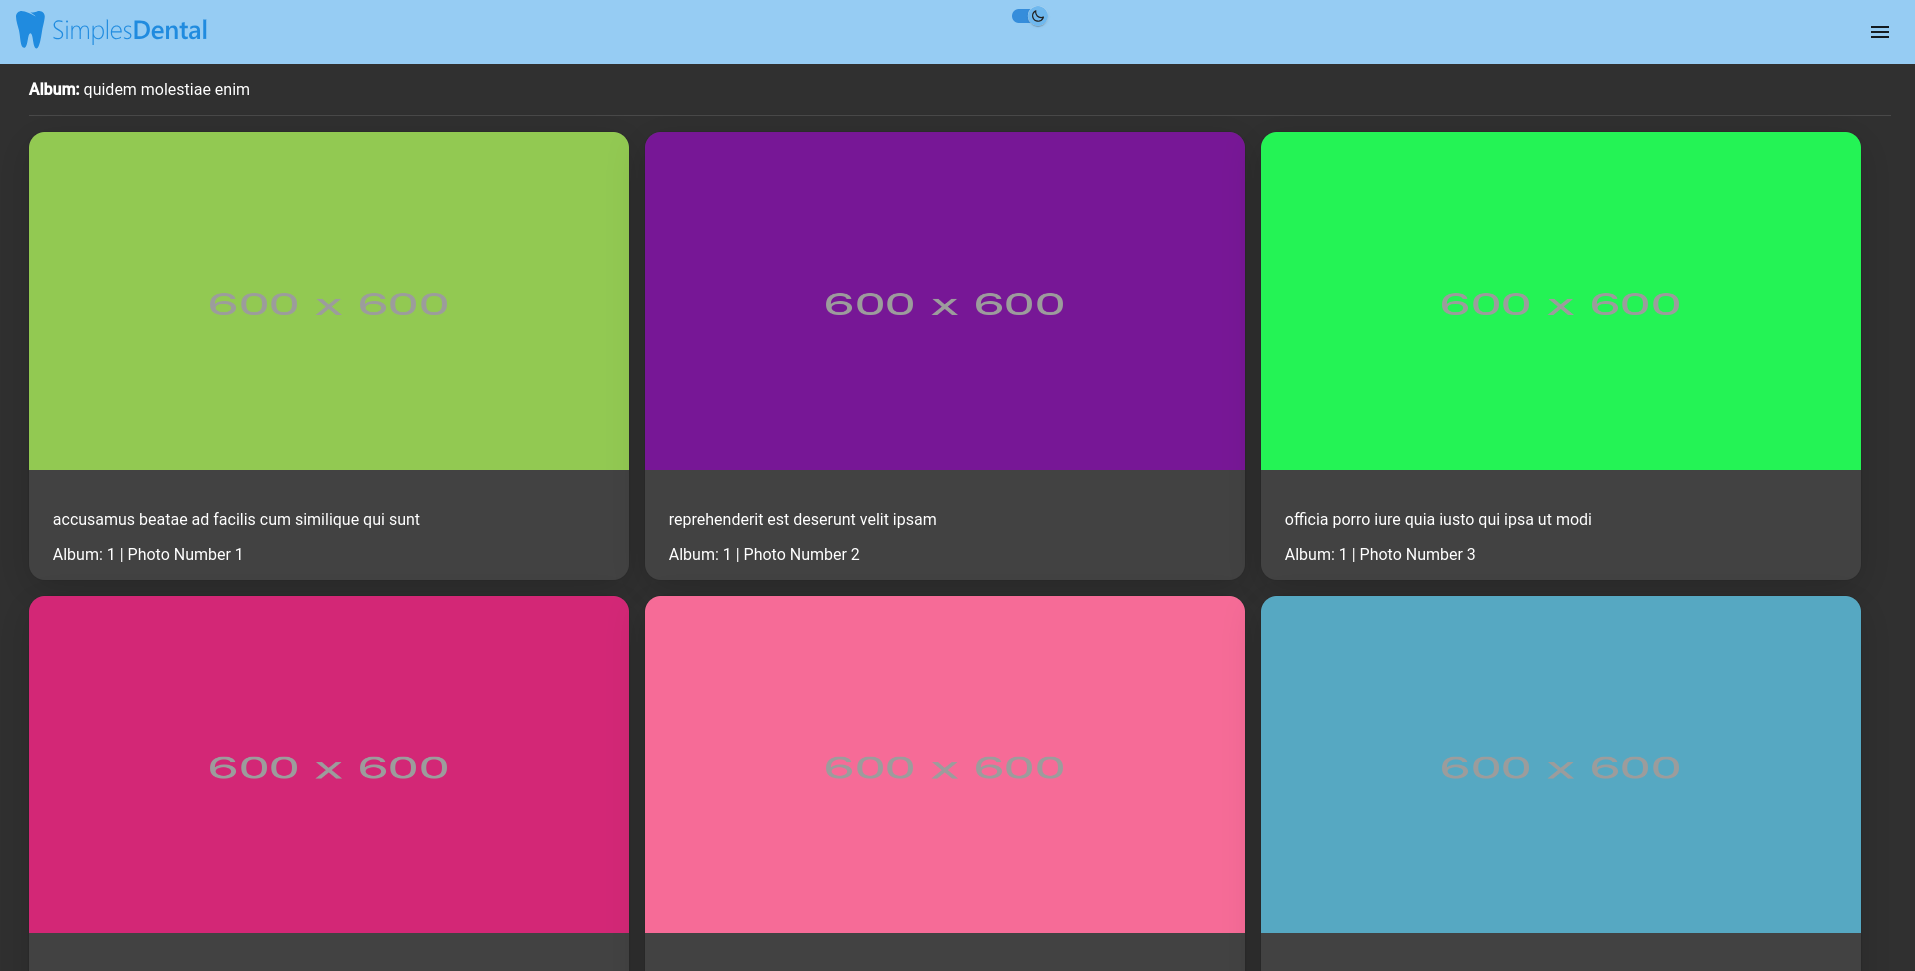 SimplesDental
Album: quidem molestiae enim
600 x 600
600 x 600
600 x 600
accusamus beatae ad facilis cum similique qui sunt
Album: 1 | Photo Number 1
reprehenderit est deserunt velit ipsam
Album: 1 | Photo Number 2
officia porro iure quia iusto qui ipsa ut modi
Album: 1 | Photo Number 3
600 x 600
600 x 600
600 x 600